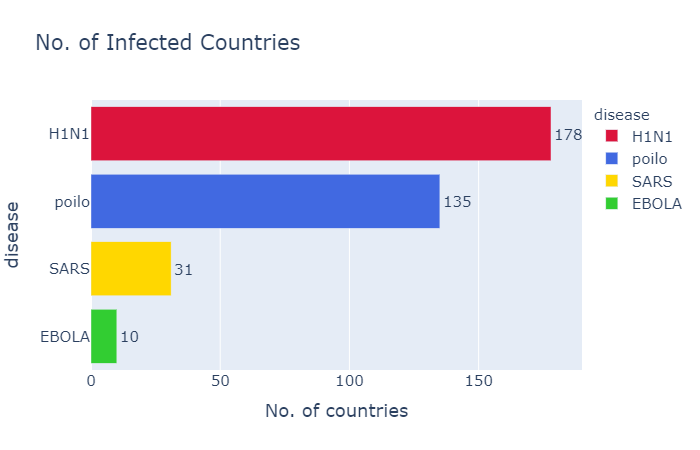 No. of Infected Countries
disease
H1N1
178
poilo
135
SARS
31
EBOLA
10
0 50 100 150
No. of countries
disease
H1N1
poilo
SARS
EBOLA